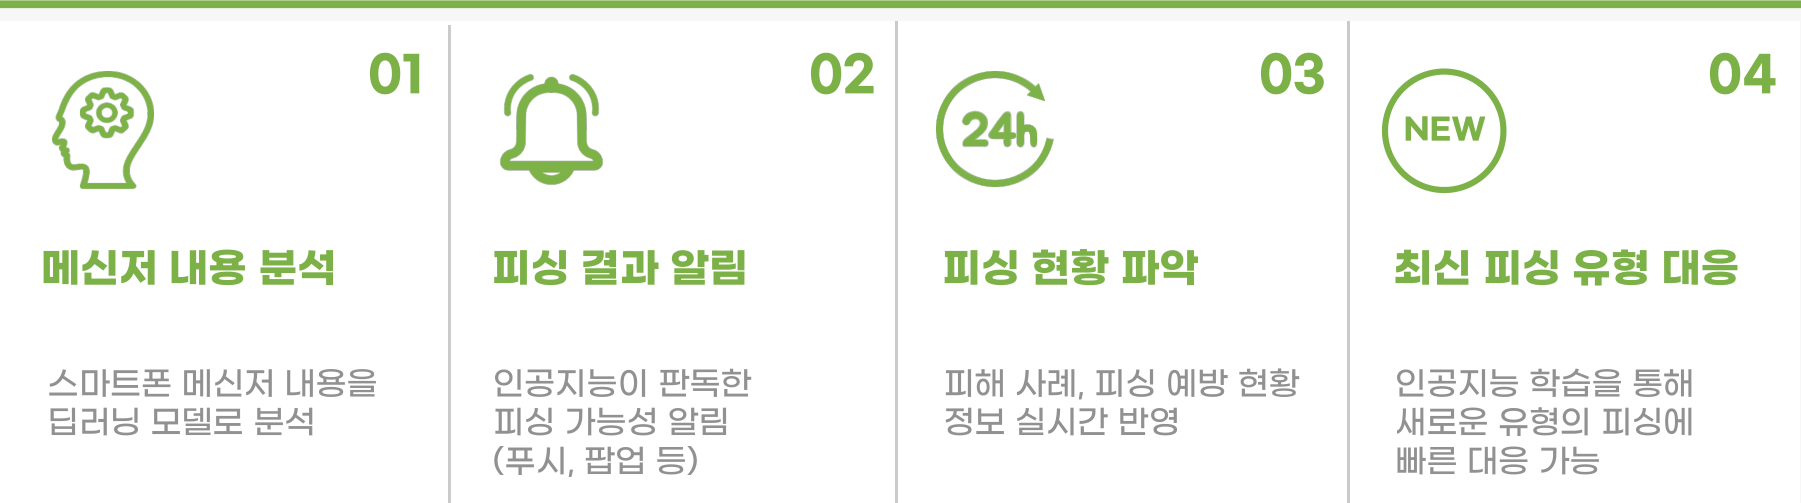 01
메신저 내용 분석
스마트폰 메신저 내용을
딥러닝 모델로 분석
02
피싱 결과 알림
인공지능이 판독한
피싱 가능성 알림
(푸시, 팝업 등)
03
24h
피싱 현황 파악
피해 사례, 피싱 예방 현황
정보 실시간 반영
04
NEW
최신 피싱 유형 대응
인공지능 학습을 통해
새로운 유형의 피싱에
빠른 대응 가능